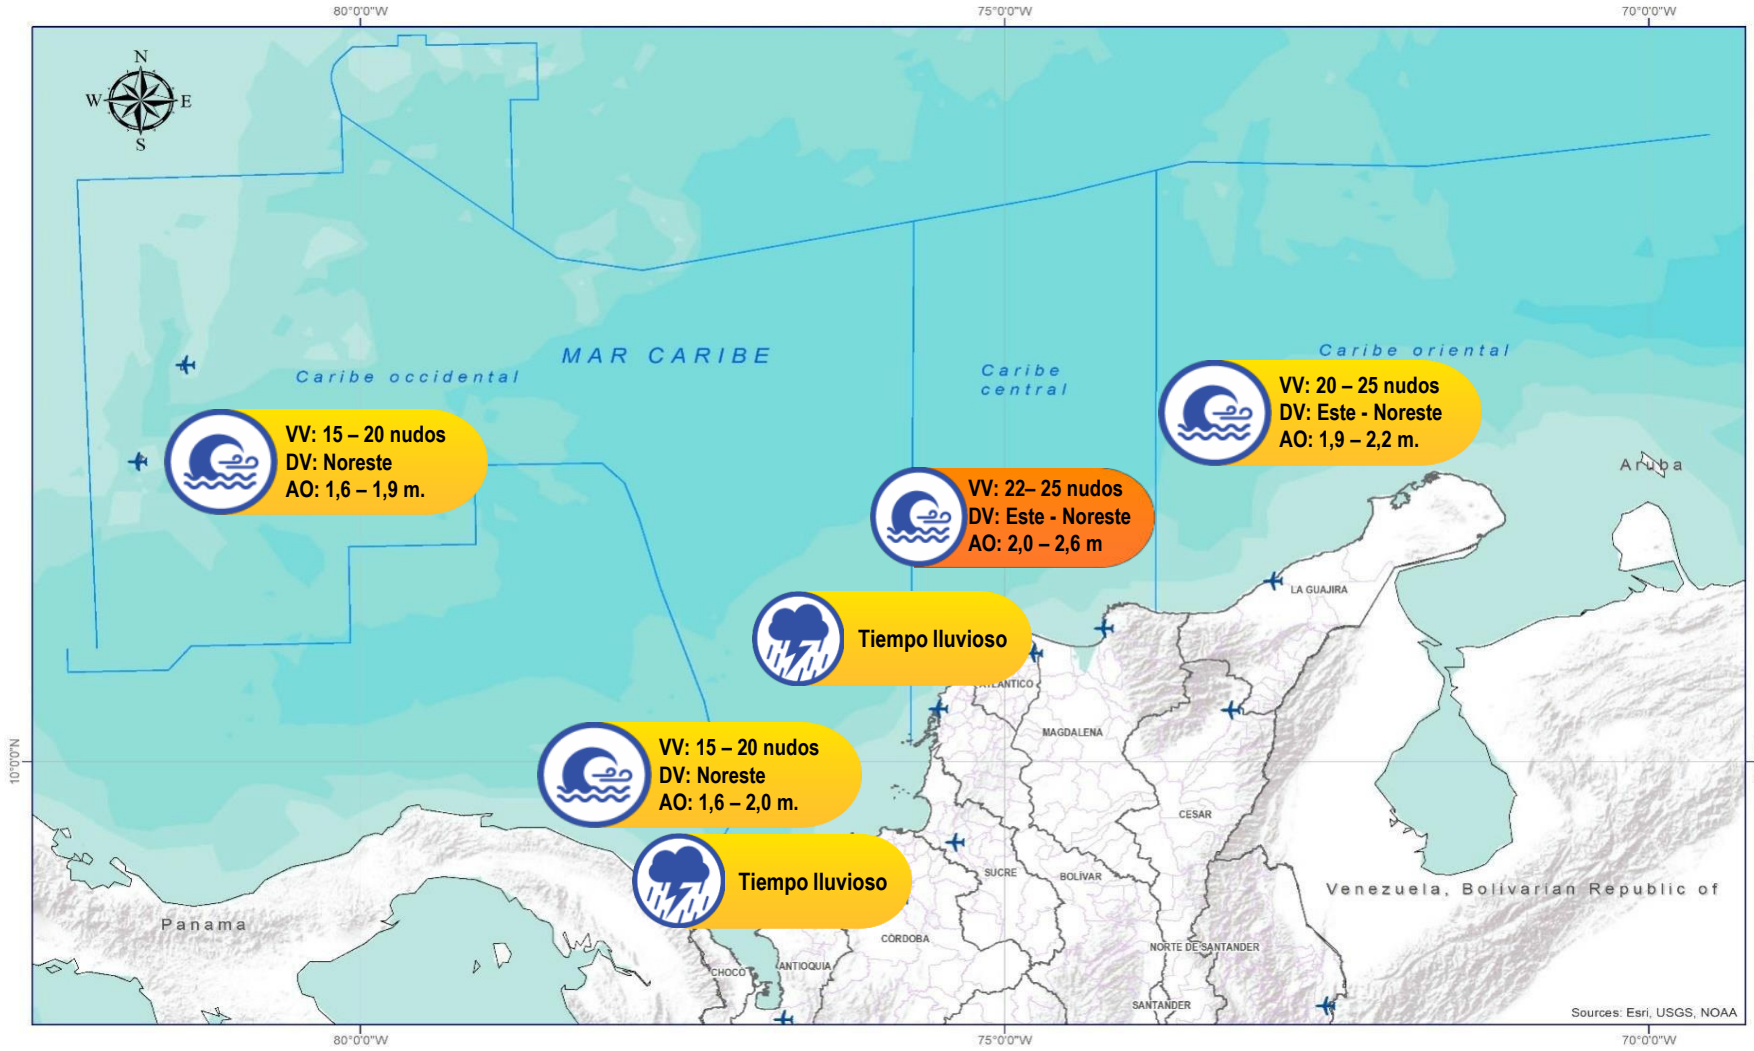 80°0'0"W
75°0'0"W
70°0'0"W
N
W
E
S
MAR CARIBE
Caribe occidental
Caribe
central
Caribe oriental
VV: 20 – 25 nudos
DV: Este - Noreste
AO: 1,9 – 2,2 m.
VV: 15 – 20 nudos
DV: Noreste
AO: 1,6 – 1,9 m.
VV: 22– 25 nudos
DV: Este - Noreste
AO: 2,0 – 2,6 m
Aruba
LA GUAJIRA
Tiempo lluvioso
ATLÁNTICO
MAGDALENA
10°0'0"N
VV: 15 – 20 nudos
DV: Noreste
AO: 1,6 – 2,0 m.
CESAR
Tiempo lluvioso
SUCRE
BOLÍVAR
Venezuela, Bolivarian Republic of
Panama
CÓRDOBA
NORTE DE SANTANDER
CHOCÓ
ANTIOQUIA
SANTANDER
Sources: Esri, USGS, NOAA
80°0'0"W
75°0'0"W
70°0'0"W